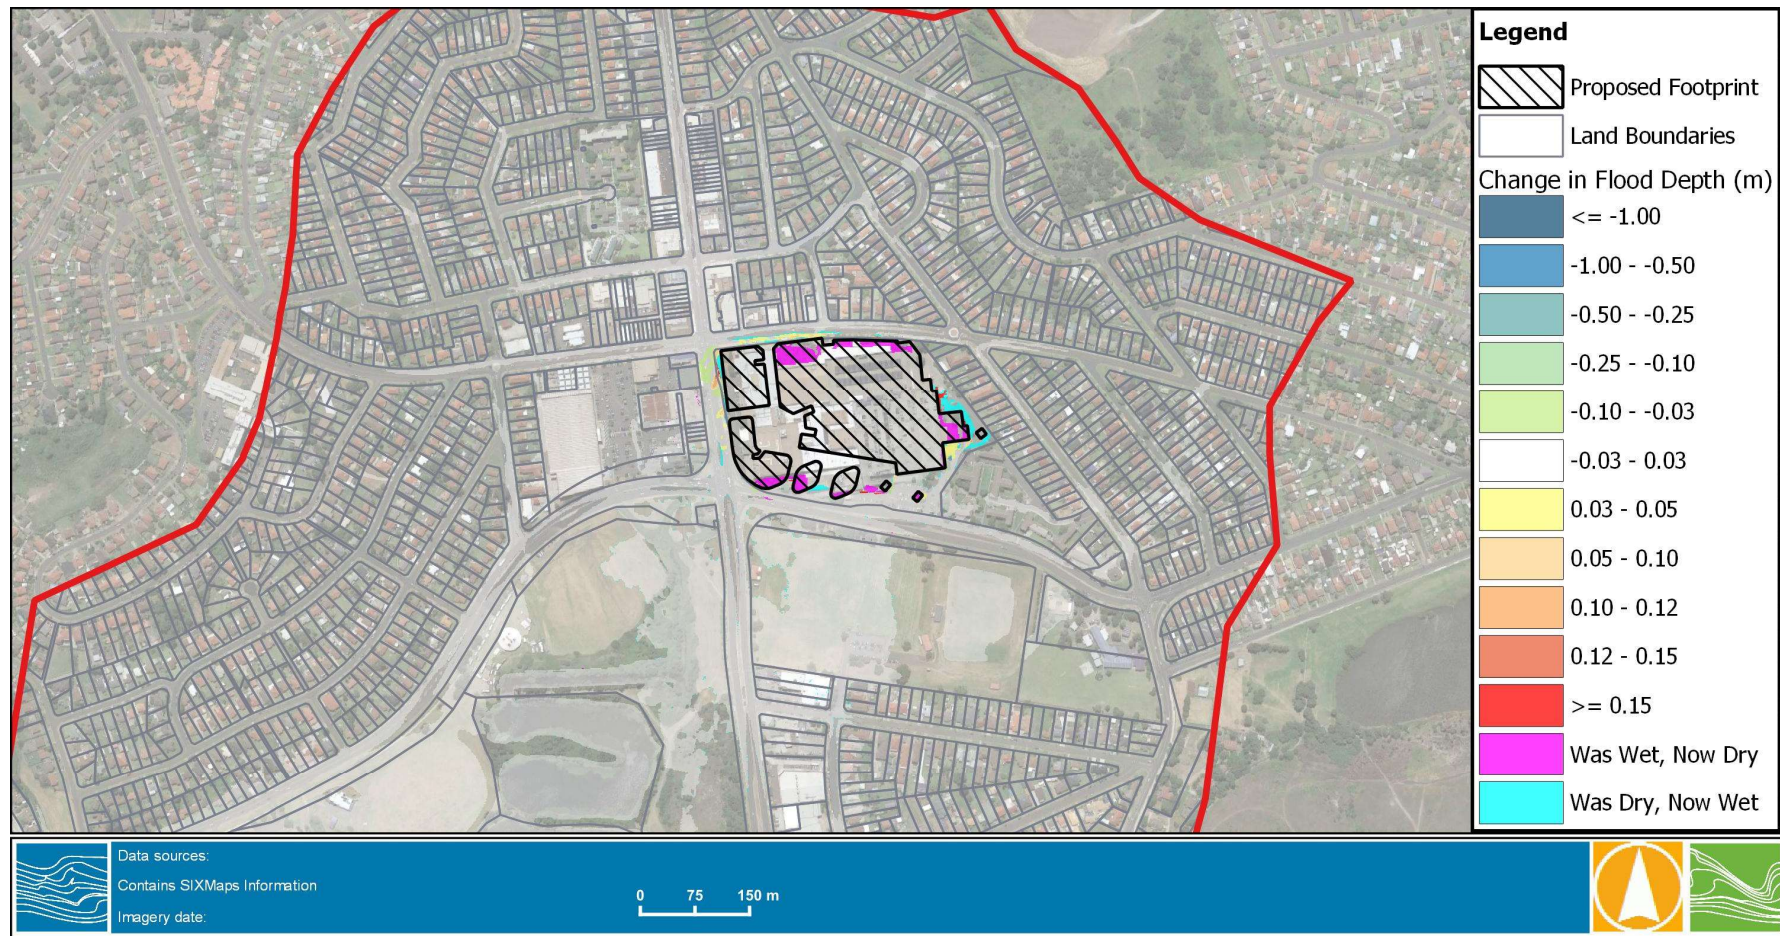 Legend
Proposed Footprint
Land Boundaries
Change in Flood Depth (m)
<= -1.00
-1.00 - -0.50
-0.50 - -0.25
-0.25 - -0.10
-0.10 - -0.03
-0.03 - 0.03
0.03 - 0.05
0.05 - 0.10
0.10 - 0.12
0.12 - 0.15
>= 0.15
Was Wet, Now Dry
Was Dry, Now Wet
Data sources:
Contains SIXMaps Information
Imagery date:
0 75 150 m